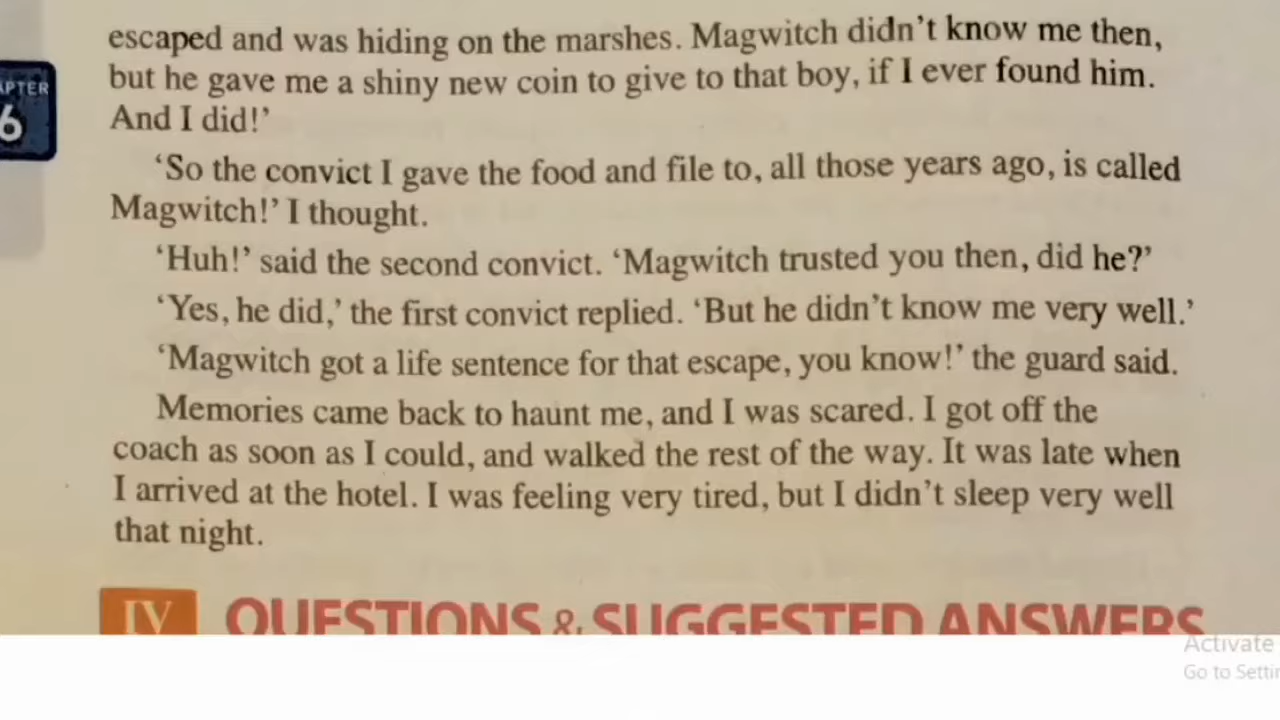 escaped and was hiding on the marshes. Magwitch didn't know me then,
but he gave me a shiny new coin to give to that boy, if I ever found him.
And I did!'
APTER
6
'So the convict I gave the food and file to, all those years ago, is called
Magwitch!' I thought.
'Huh!' said the second convict. 'Magwitch trusted you then, did he?'
'Yes, he did,' the first convict replied. 'But he didn't know me very well.'
'Magwitch got a life sentence for that escape, you know!' the guard said.
Memories came back to haunt me, and I was scared. I got off the
coach as soon as I could, and walked the rest of the way. It was late when
I arrived at the hotel. I was feeling very tired, but I didn't sleep very well
that night.
IV QUESTIONS & SUGGESTED ANSWERS
Activate
Go to Settin